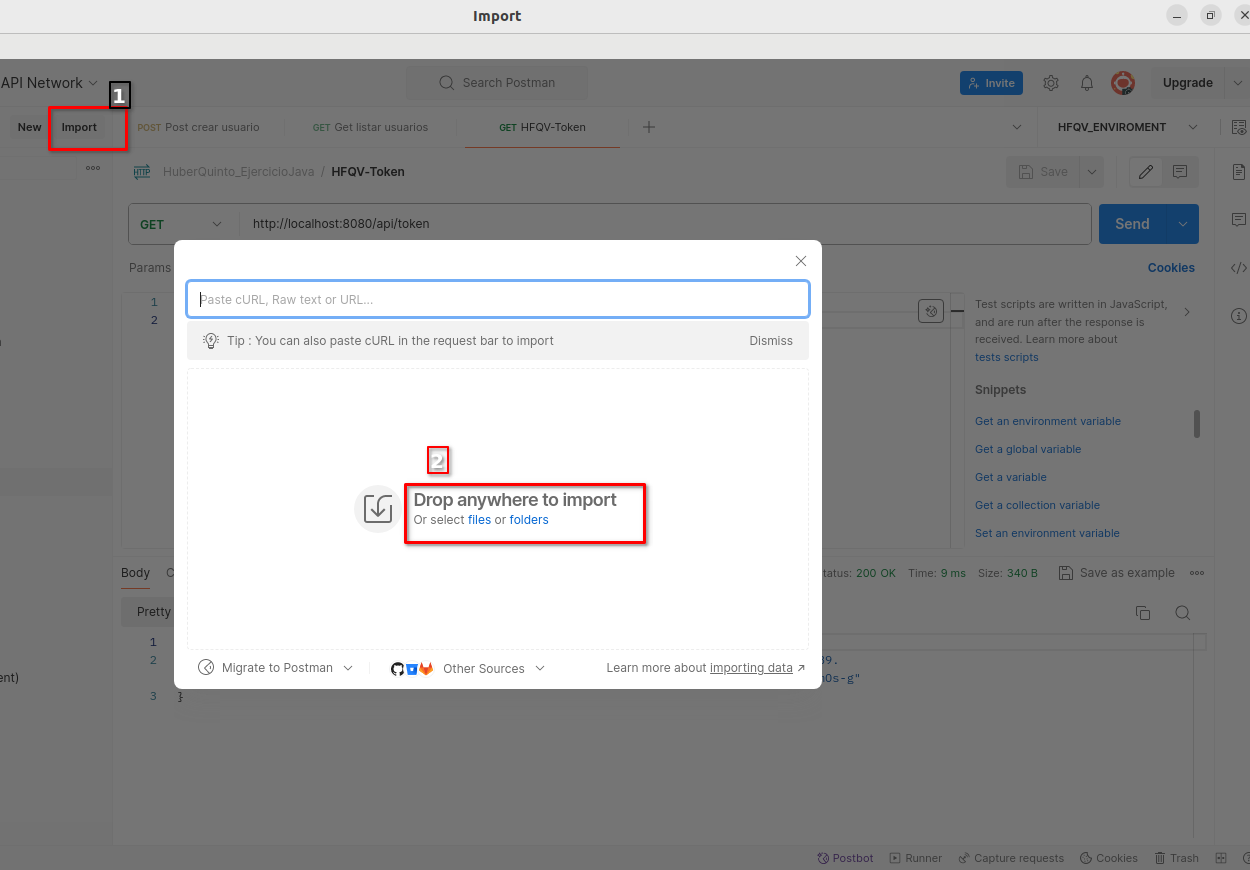 Import
API Network
Search Postman
Invite
Upgrade
1
New
Import
POST Post crear usuario
GET Get listar usuarios
GET HFQV-Token
HFQV_ENVIROMENT
HTTP
HuberQuinto_EjercicioJava / HFQV-Token
Save
GET
http://localhost:8080/api/token
Send
Params
Cookies
Paste cURL, Raw text or URL...
1
2
Tip : You can also paste cURL in the request bar to import
Dismiss
Test scripts are written in JavaScript,
and are run after the response is
received. Learn more about
tests scripts
Snippets
Get an environment variable
Get a global variable
Get a variable
Get a collection variable
Set an environment variable
2
Drop anywhere to import
Or select files or folders
Body
200 OK
Time: 9 ms
Size: 340 B
Save as example
Pretty
1
2
39.
Os-g"
3
}
Migrate to Postman
Other Sources
Learn more about importing data
Postbot
Runner
Capture requests
Cookies
Trash